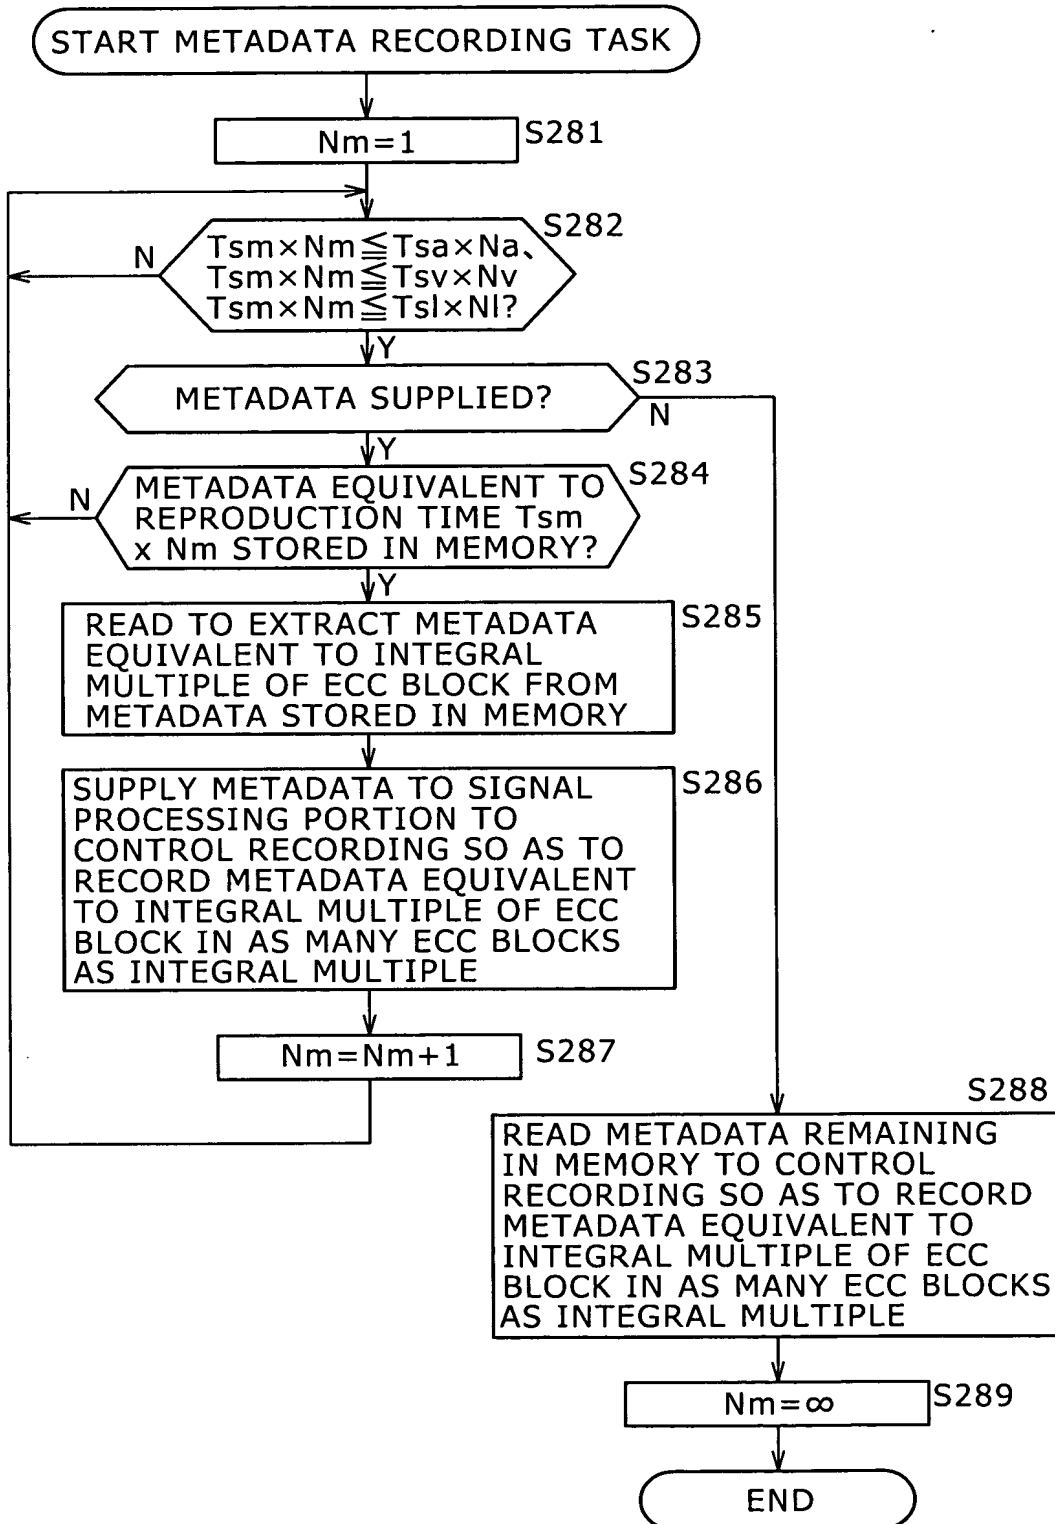 START METADATA RECORDING TASK
Nm=1
S281
S282
Tsm×Nm≦Tsa×Na、
Tsm×Nm≦Tsv×Nv
Tsm×Nm≦Tsl×Nl?
N
Y
S283
METADATA SUPPLIED?
N
Y
S284
METADATA EQUIVALENT TO
REPRODUCTION TIME Tsm
x Nm STORED IN MEMORY?
N
Y
S285
READ TO EXTRACT METADATA
EQUIVALENT TO INTEGRAL
MULTIPLE OF ECC BLOCK FROM
METADATA STORED IN MEMORY
S286
SUPPLY METADATA TO SIGNAL
PROCESSING PORTION TO
CONTROL RECORDING SO AS TO
RECORD METADATA EQUIVALENT
TO INTEGRAL MULTIPLE OF ECC
BLOCK IN AS MANY ECC BLOCKS
AS INTEGRAL MULTIPLE
Nm=Nm+1
S287
S288
READ METADATA REMAINING
IN MEMORY TO CONTROL
RECORDING SO AS TO RECORD
METADATA EQUIVALENT TO
INTEGRAL MULTIPLE OF ECC
BLOCK IN AS MANY ECC BLOCKS
AS INTEGRAL MULTIPLE
Nm=∞
S289
END